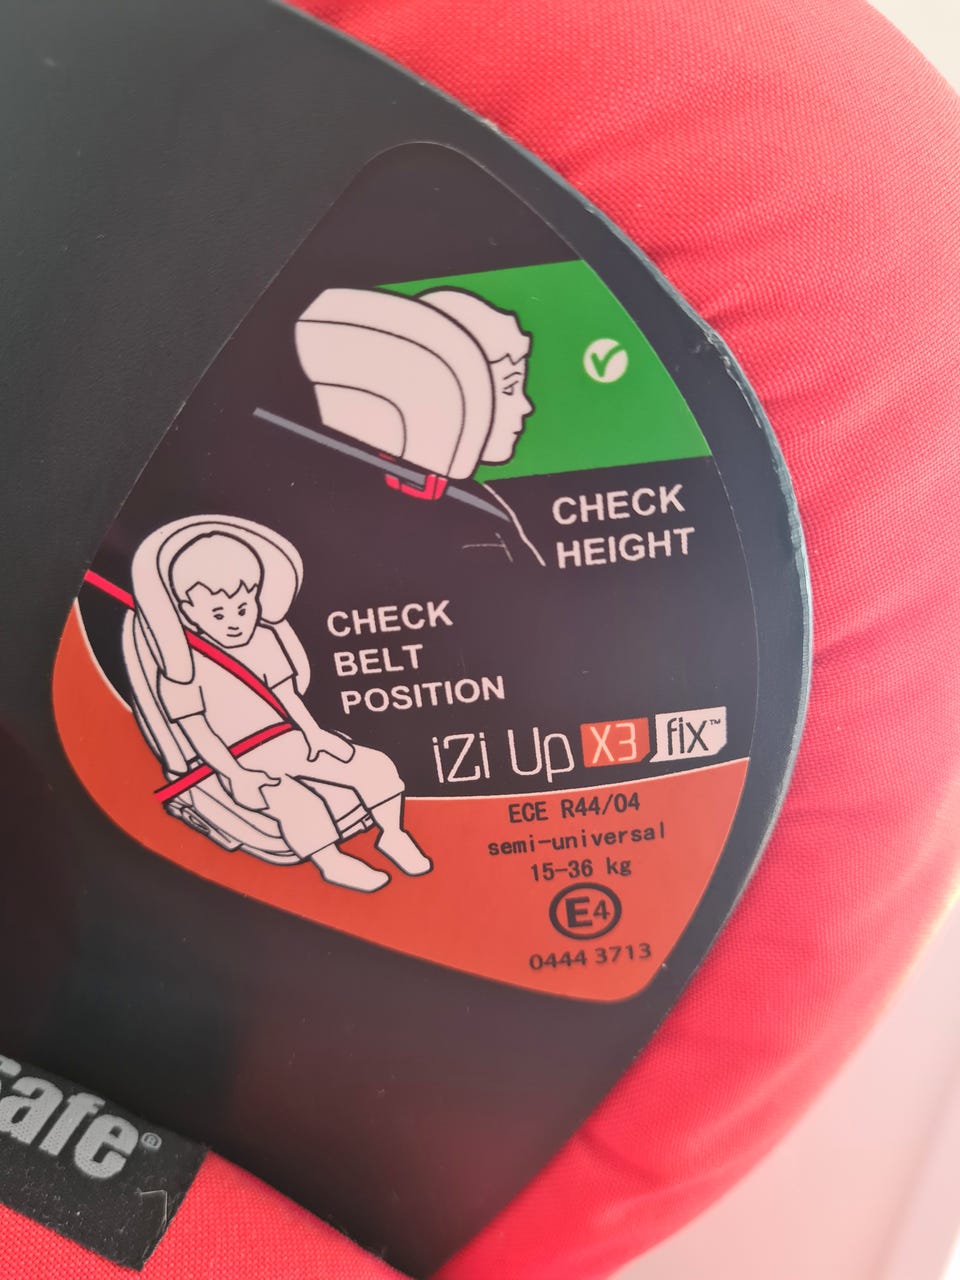 CHECK
HEIGHT
CHECK
BELT
POSITION
iZi Up X3 fix™
ECE R44/04
semi-universal
15-36 kg
E4
0444 3713
Safe®